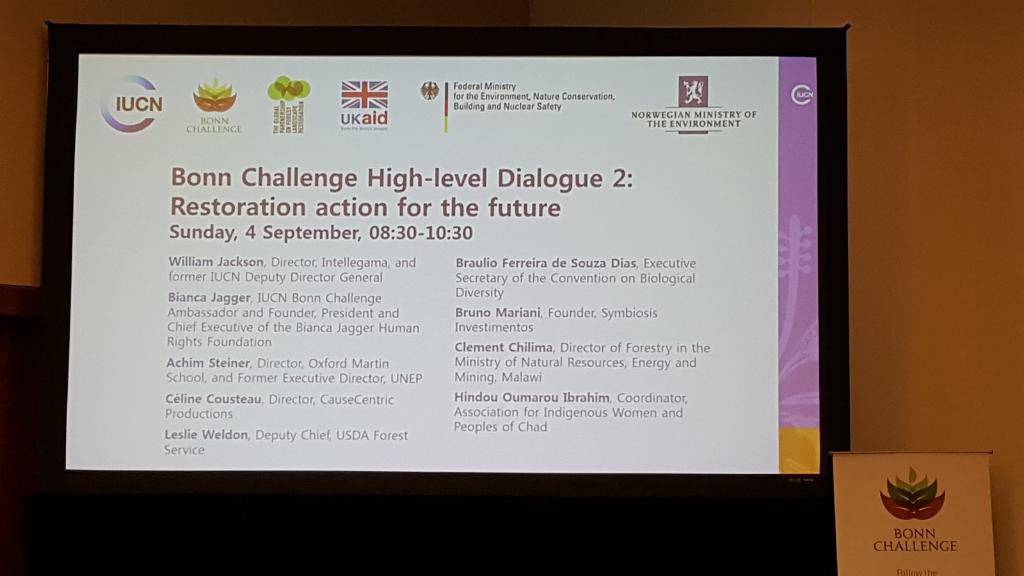 IUCN
BONN
CHALLENGE
THE GLOBAL
PARTNERSHIP
ON FOREST
LANDSCAPE
RESTORATION
UKaid
from the British people
Federal Ministry
for the Environment, Nature Conservation,
Building and Nuclear Safety
NORWEGIAN MINISTRY OF
THE ENVIRONMENT
IUCN
Bonn Challenge High-level Dialogue 2:
Restoration action for the future
Sunday, 4 September, 08:30-10:30
William Jackson, Director, Intellegama, and
former IUCN Deputy Director General
Bianca Jagger, IUCN Bonn Challenge
Ambassador and Founder, President and
Chief Executive of the Bianca Jagger Human
Rights Foundation
Achim Steiner, Director, Oxford Martin
School, and Former Executive Director, UNEP
Céline Cousteau, Director, CauseCentric
Productions
Leslie Weldon, Deputy Chief, USDA Forest
Service
Braulio Ferreira de Souza Dias, Executive
Secretary of the Convention on Biological
Diversity
Bruno Mariani, Founder, Symbiosis
Investimentos
Clement Chilima, Director of Forestry in the
Ministry of Natural Resources, Energy and
Mining, Malawi
Hindou Oumarou Ibrahim, Coordinator,
Association for Indigenous Women and
Peoples of Chad
BONN
CHALLENGE
Follow the